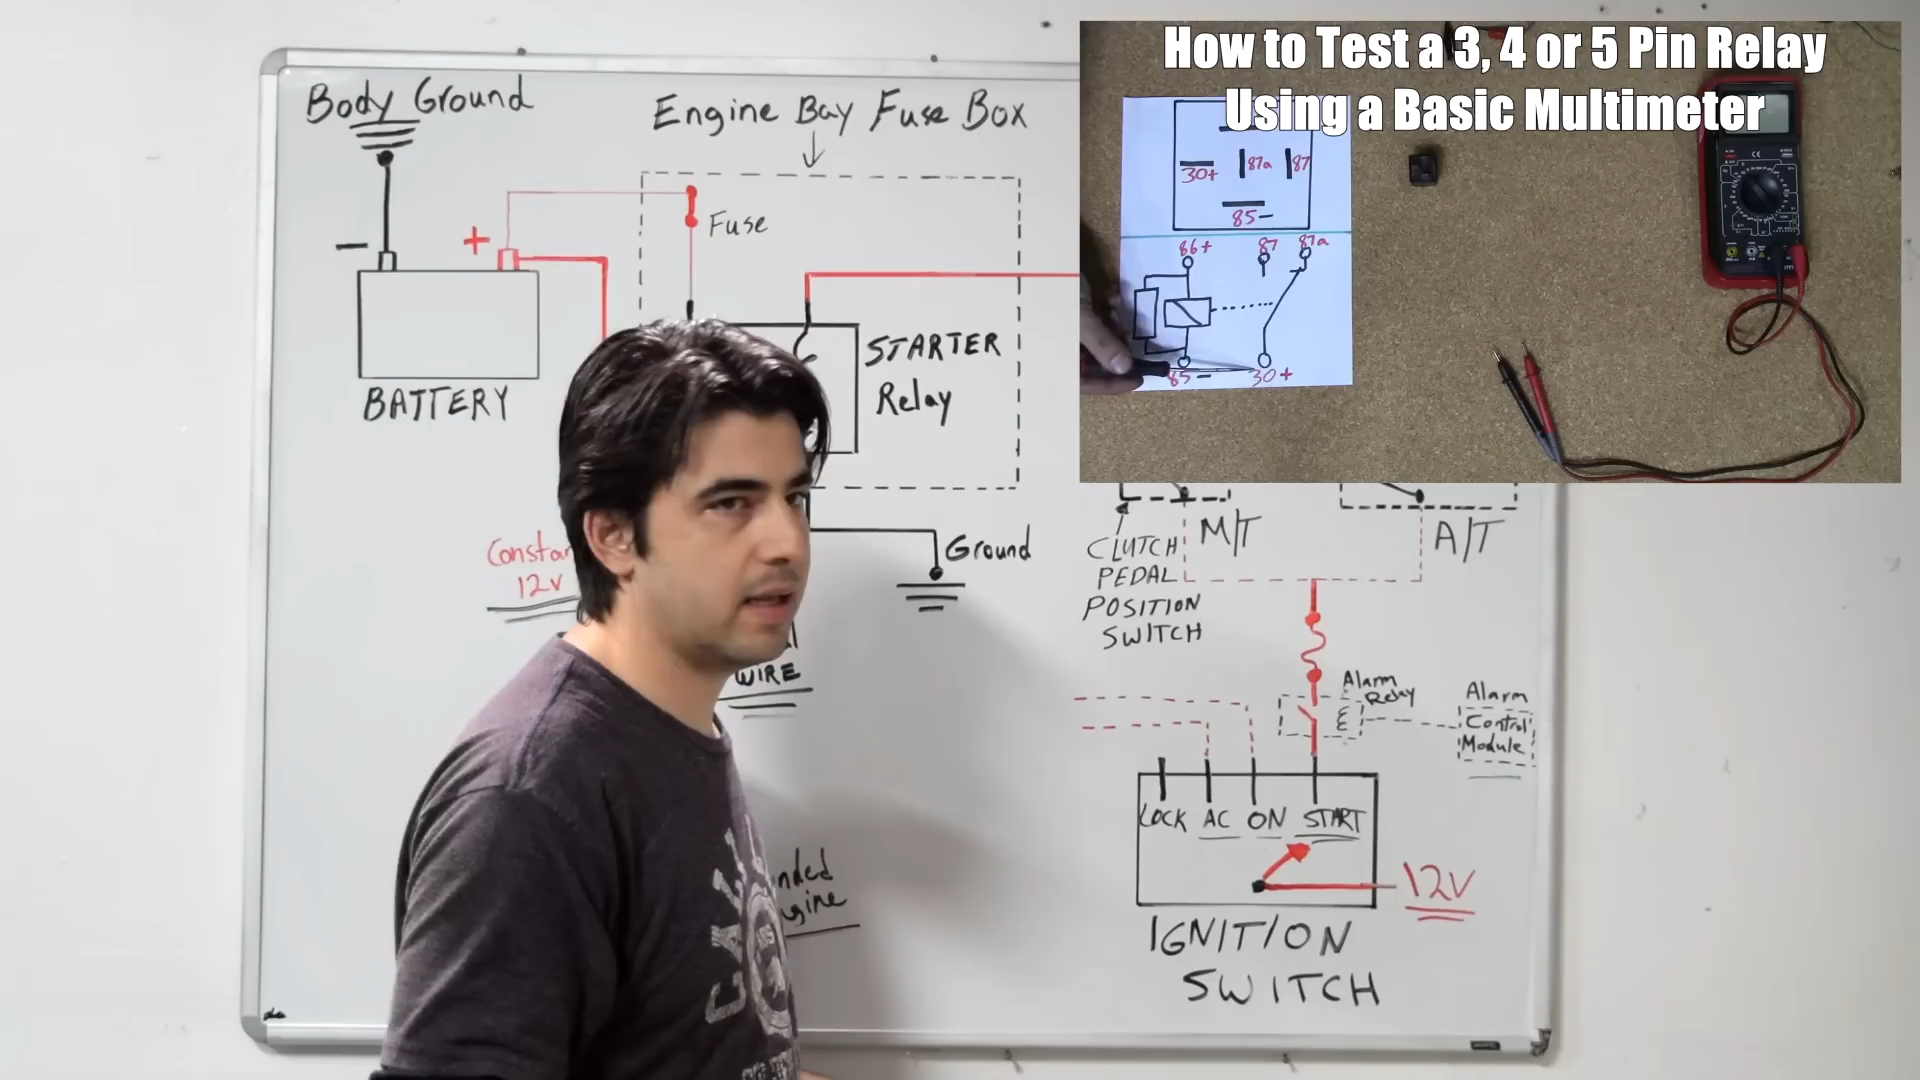 How to Test a 3, 4 or 5 Pin Relay
Using a Basic Multimeter
Body Ground
Engine Bay Fuse Box
Fuse
BATTERY
STARTER
Relay
12v
Ground
WIRE
87a
87
30+
85-
86+
87
87a
85-
30+
M/T
A/T
CLUTCH
PEDAL
POSITION
SWITCH
Alarm
Relay
Alarm
Control
Module
LOCK AC ON START
12V
IGNITION
SWITCH